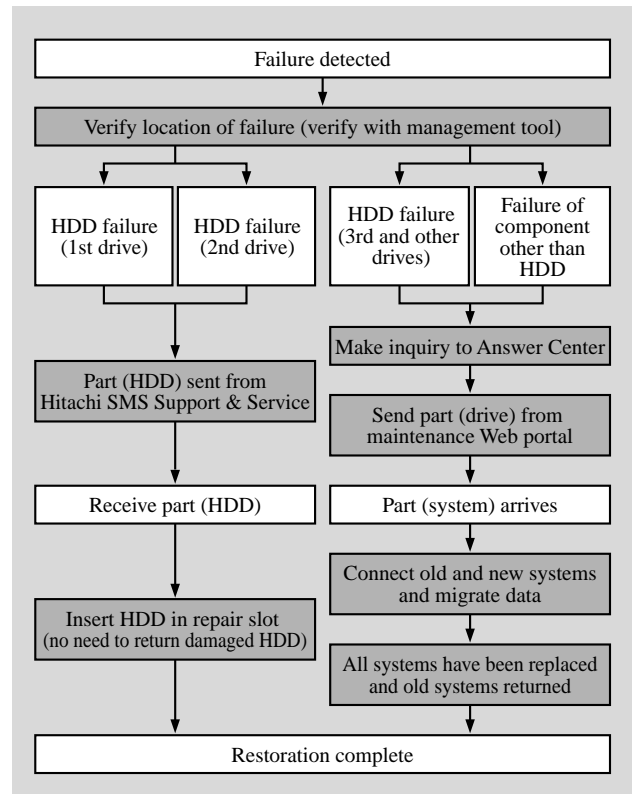 Failure detected
Verify location of failure (verify with management tool)
HDD failure
(1st drive)
HDD failure
(2nd drive)
HDD failure
(3rd and other
drives)
Failure of
component
other than
HDD
Part (HDD) sent from
Hitachi SMS Support & Service
Receive part (HDD)
Insert HDD in repair slot
(no need to return damaged HDD)
Make inquiry to Answer Center
Send part (drive) from
maintenance Web portal
Part (system) arrives
Connect old and new systems
and migrate data
All systems have been replaced
and old systems returned
Restoration complete